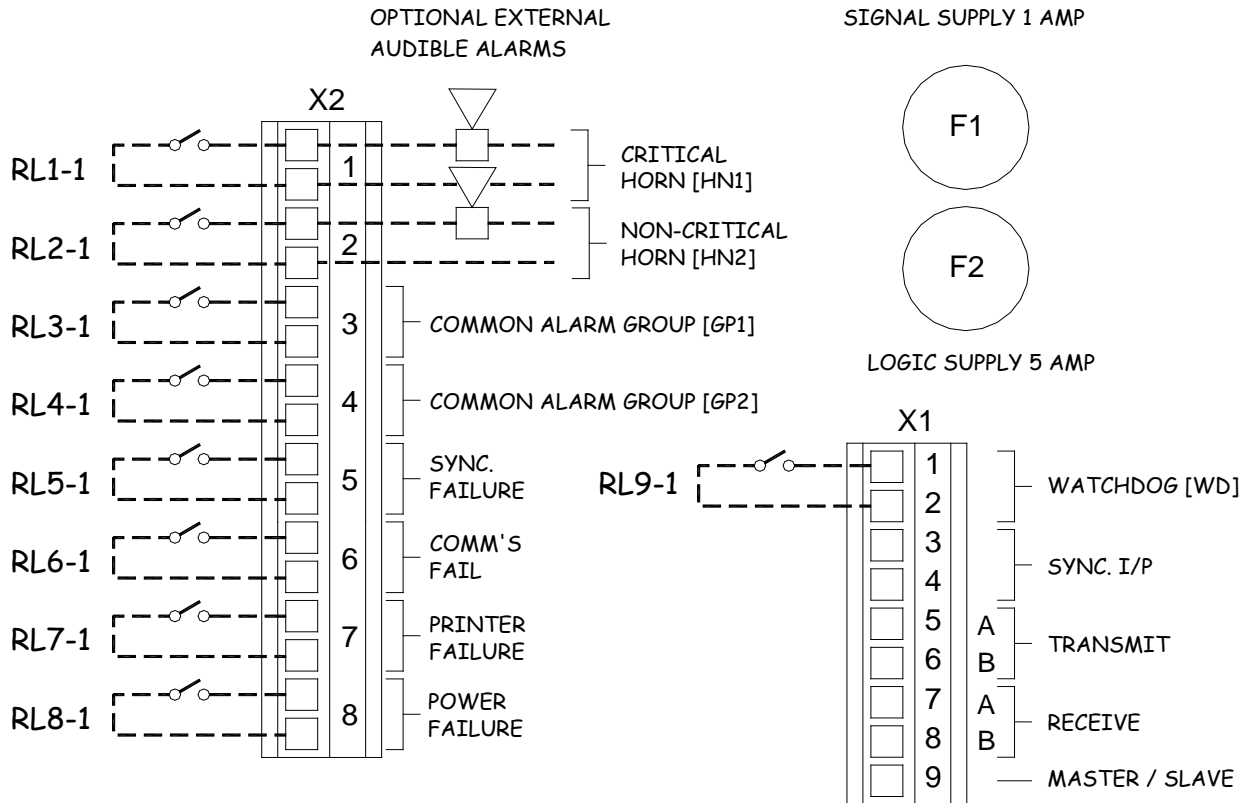 OPTIONAL EXTERNAL
AUDIBLE ALARMS
SIGNAL SUPPLY 1 AMP
X2
F1
RL1-1
1
CRITICAL
HORN [HN1]
RL2-1
2
NON-CRITICAL
HORN [HN2]
F2
RL3-1
3
COMMON ALARM GROUP [GP1]
LOGIC SUPPLY 5 AMP
RL4-1
4
COMMON ALARM GROUP [GP2]
X1
RL5-1
5
SYNC.
FAILURE
RL9-1
1
2
WATCHDOG [WD]
RL6-1
6
COMM'S
FAIL
3
4
SYNC. I/P
RL7-1
7
PRINTER
FAILURE
5 A
6 B
TRANSMIT
RL8-1
8
POWER
FAILURE
7 A
8 B
RECEIVE
9
MASTER / SLAVE